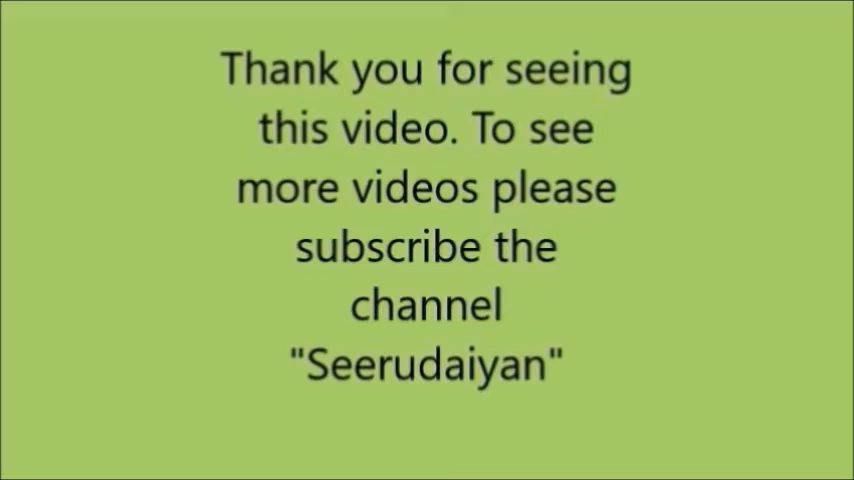 Thank you for seeing
this video. To see
more videos please
subscribe the
channel
"Seerudaiyan"